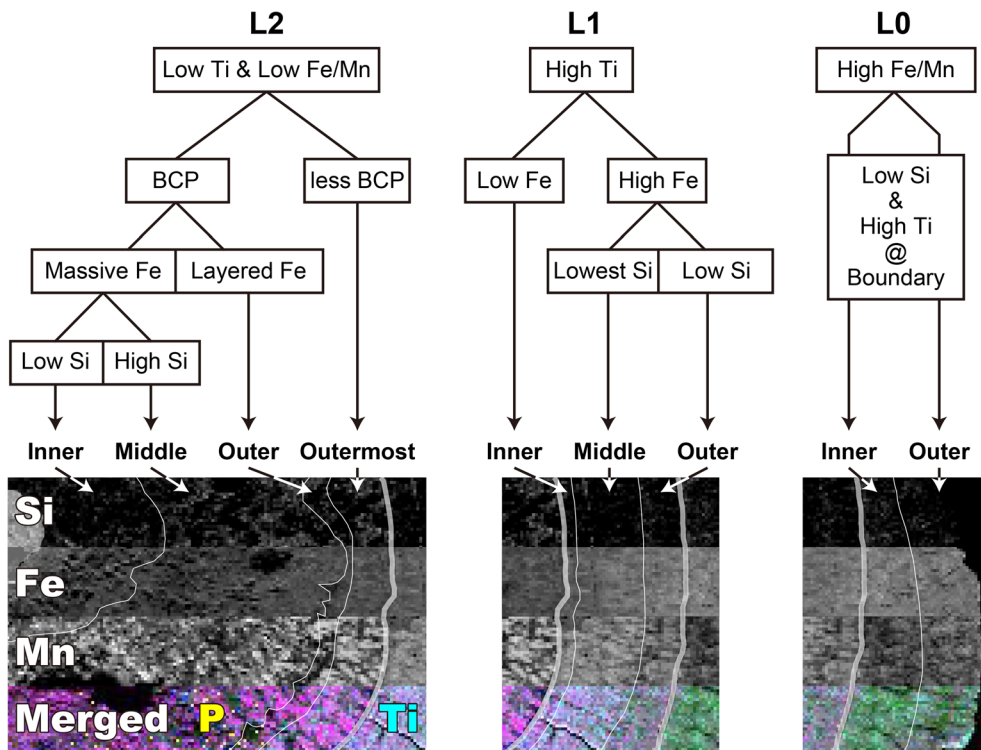 L2 L1 L0
Low Ti & Low Fe/Mn High Ti High Fe/Mn
BCP less BCP Low Fe High Fe
Low Si
&
High Ti
@
Boundary
Massive Fe Layered Fe Lowest Si Low Si
Low Si High Si
Inner Middle Outer Outermost Inner Middle Outer Inner Outer
Si
Fe
Mn
Merged P Ti